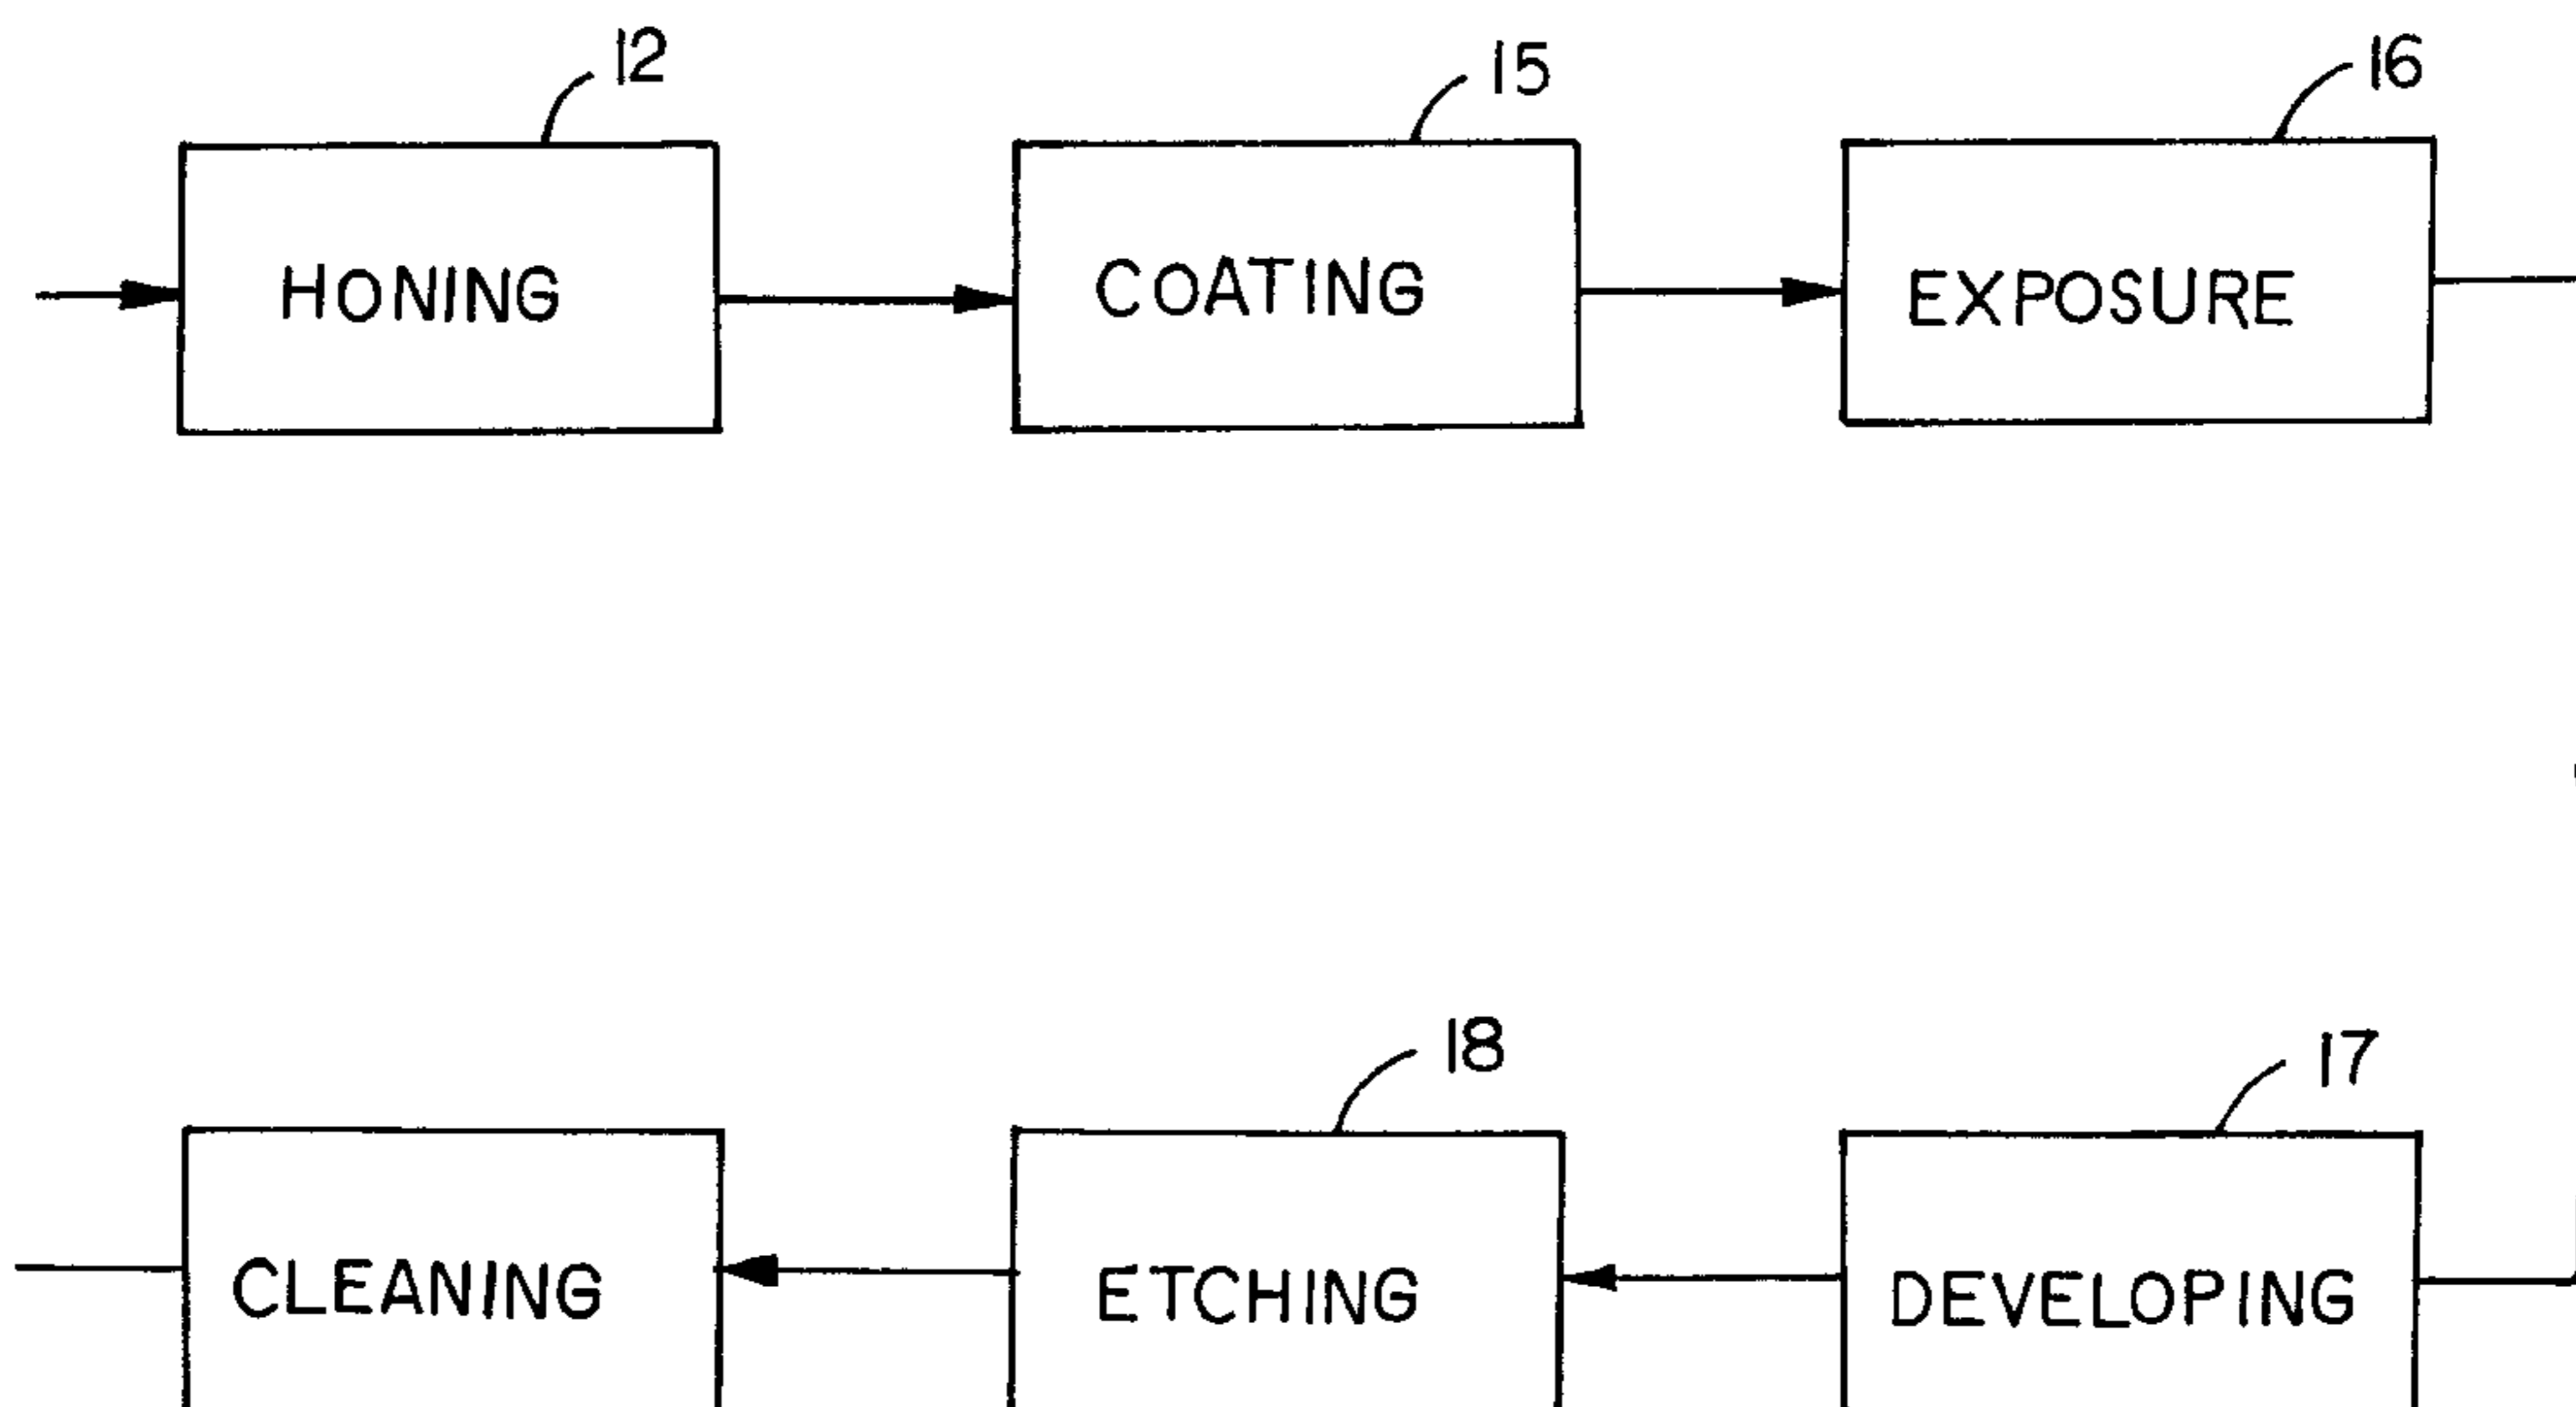 12
15
16
HONING
COATING
EXPOSURE
18
17
CLEANING
ETCHING
DEVELOPING